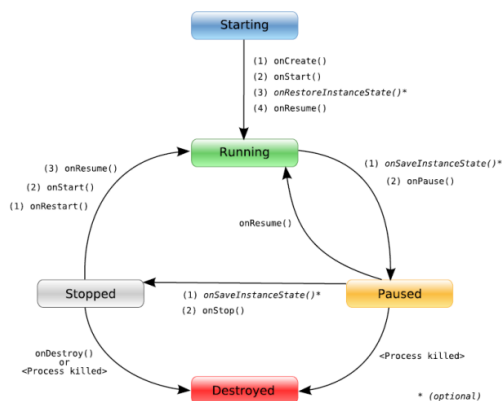 Starting
(1) onCreate()
(2) onStart()
(3) onRestoreInstanceState()*
(4) onResume()
Running
(3) onResume()
(2) onStart()
(1) onRestart()
(1) onSaveInstanceState()*
(2) onPause()
onResume()
Stopped
(1) onSaveInstanceState()*
(2) onStop()
Paused
onDestroy()
or
<Process killed>
<Process killed>
Destroyed
* (optional)